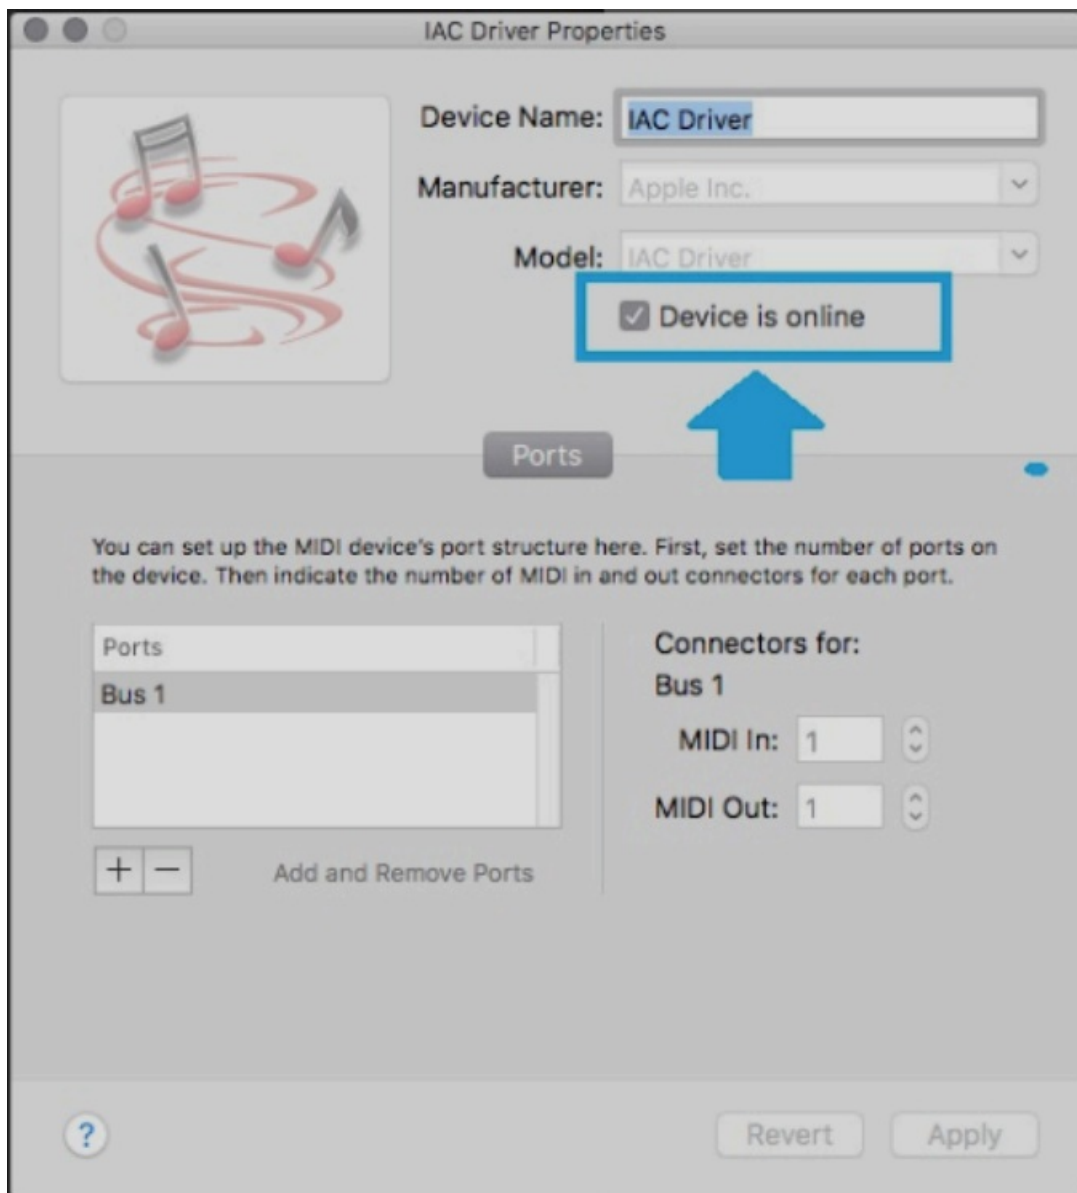 IAC Driver Properties
Device Name: IAC Driver
Manufacturer: Apple Inc.
Model: IAC Driver
Device is online
Ports
You can set up the MIDI device's port structure here. First, set the number of ports on
the device. Then indicate the number of MIDI in and out connectors for each port.
Ports
Bus 1
+ −
Add and Remove Ports
Connectors for:
Bus 1
MIDI In: 1
MIDI Out: 1
?
Revert
Apply